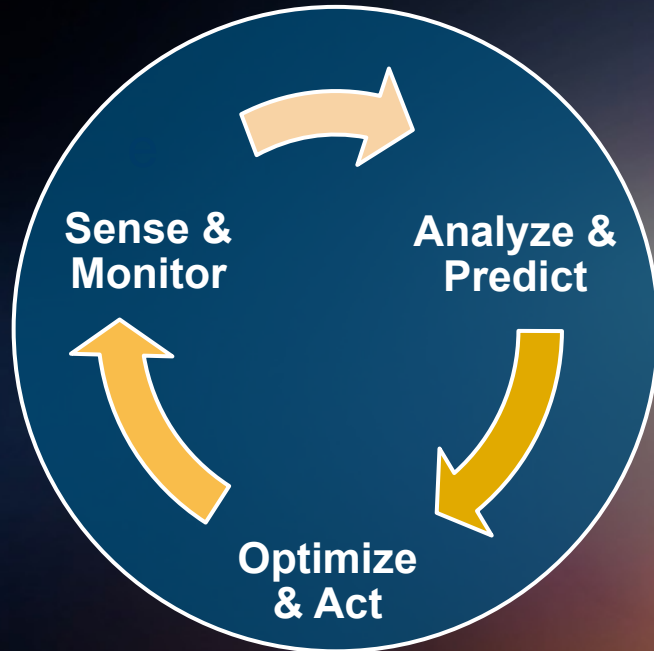 Sense &
Monitor
Analyze &
Predict
Optimize
& Act